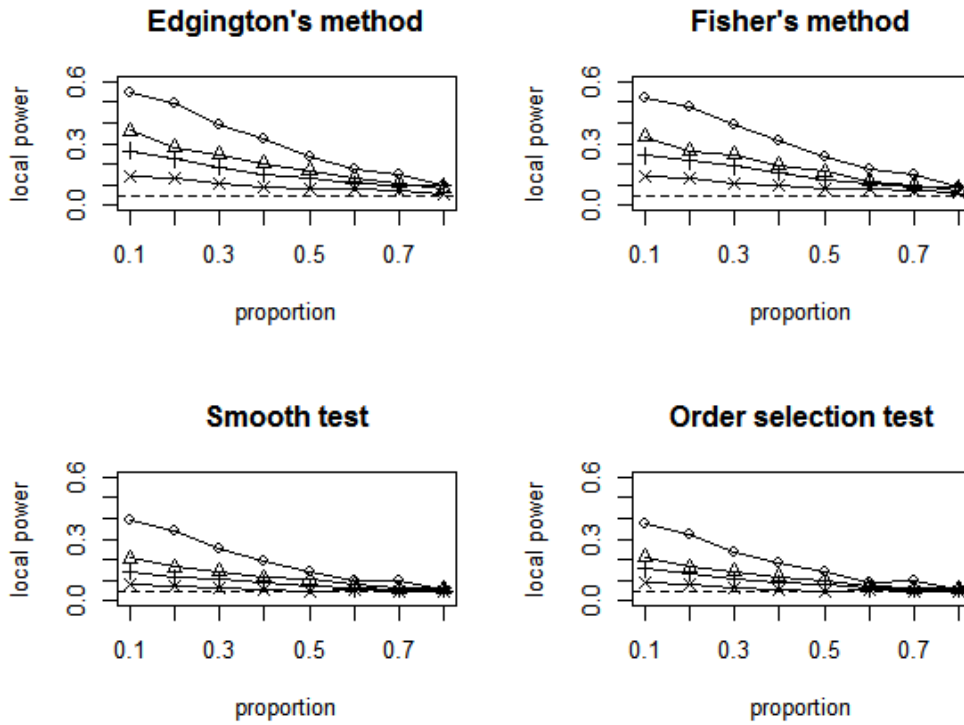 Edgington's method
local power
0.0 0.3 0.6
0.1 0.3 0.5 0.7
proportion
Fisher's method
local power
0.0 0.3 0.6
0.1 0.3 0.5 0.7
proportion
Smooth test
local power
0.0 0.3 0.6
0.1 0.3 0.5 0.7
proportion
Order selection test
local power
0.0 0.3 0.6
0.1 0.3 0.5 0.7
proportion